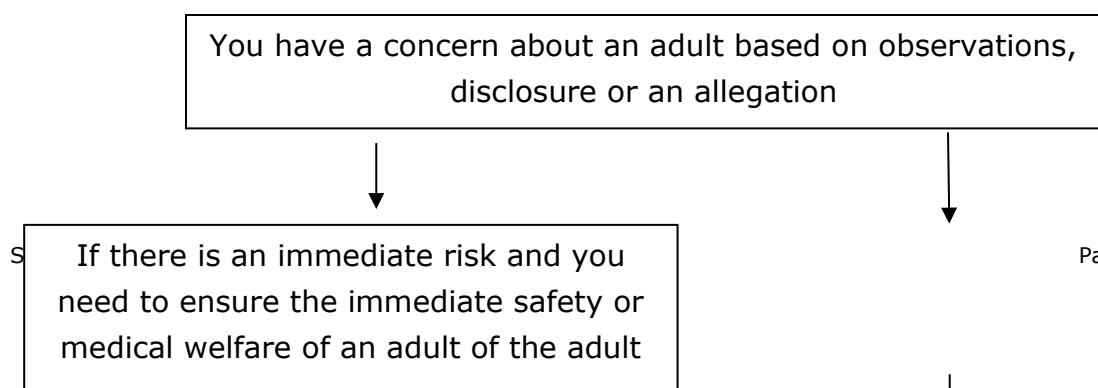 You have a concern about an adult based on observations,
disclosure or an allegation
If there is an immediate risk and you
need to ensure the immediate safety or
medical welfare of an adult of the adult